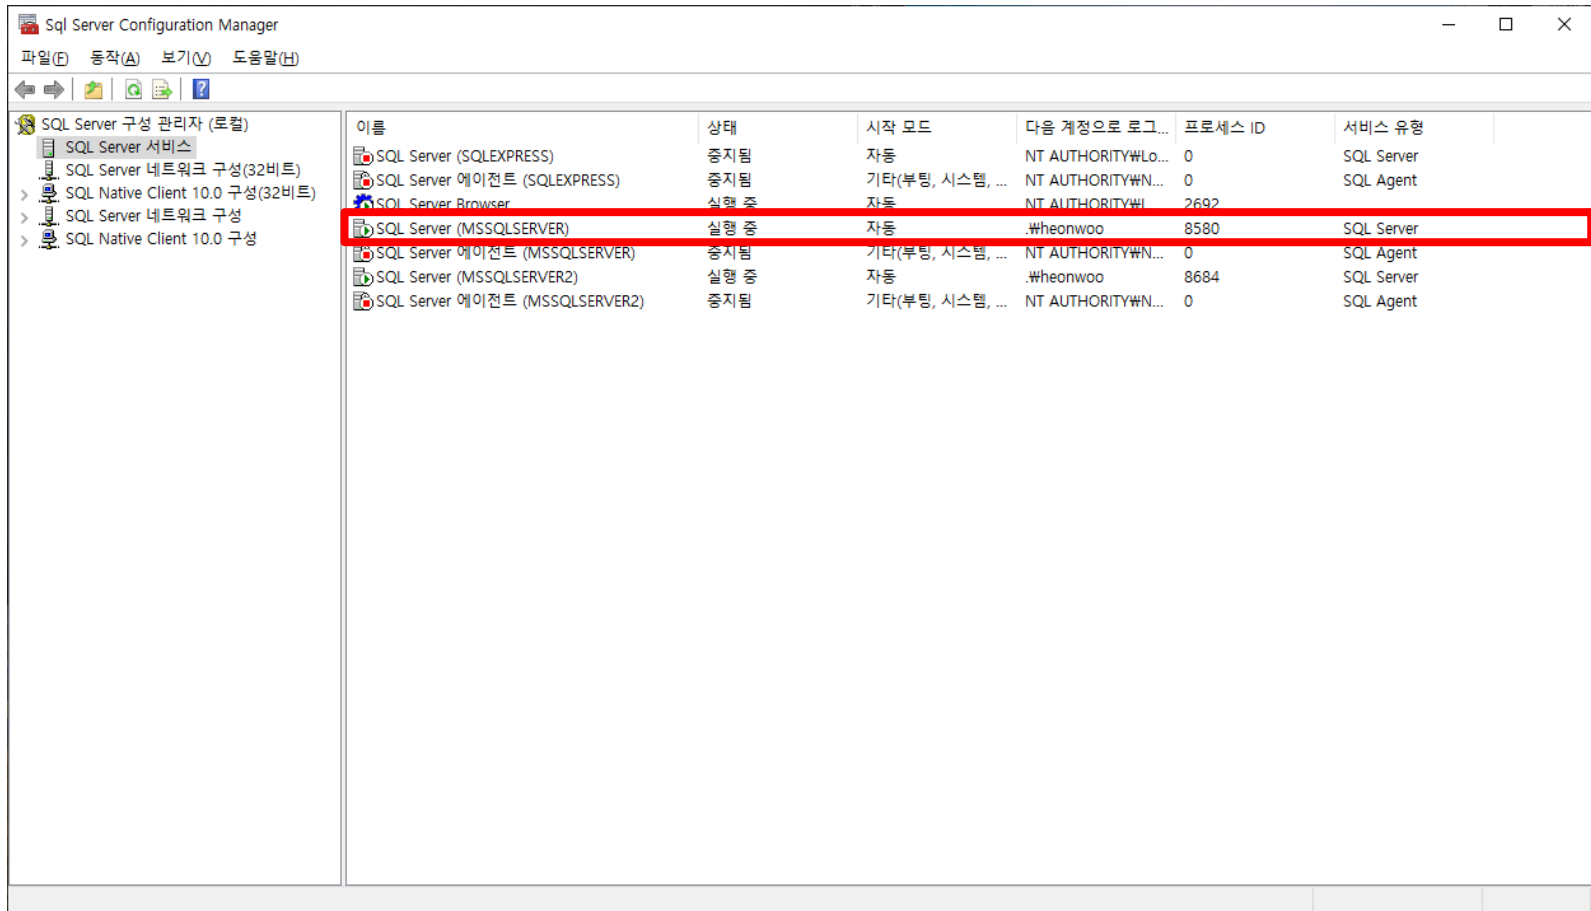 Sql Server Configuration Manager
파일(F) 동작(A) 보기(V) 도움말(H)
SQL Server 구성 관리자 (로컬)
SQL Server 서비스
SQL Server 네트워크 구성(32비트)
SQL Native Client 10.0 구성(32비트)
SQL Server 네트워크 구성
SQL Native Client 10.0 구성
이름 상태 시작 모드 다음 계정으로 로그... 프로세스 ID 서비스 유형
SQL Server (SQLEXPRESS) 중지됨 자동 NT AUTHORITY₩Lo... 0 SQL Server
SQL Server 에이전트 (SQLEXPRESS) 중지됨 기타(부팅, 시스템, ... NT AUTHORITY₩N... 0 SQL Agent
SQL Server Browser 실행 중 자동 NT AUTHORITY₩L 2692
SQL Server (MSSQLSERVER) 실행 중 자동 .₩heonwoo 8580 SQL Server
SQL Server 에이전트 (MSSQLSERVER) 중지됨 기타(부팅, 시스템, ... NT AUTHORITY₩N... 0 SQL Agent
SQL Server (MSSQLSERVER2) 실행 중 자동 .₩heonwoo 8684 SQL Server
SQL Server 에이전트 (MSSQLSERVER2) 중지됨 기타(부팅, 시스템, ... NT AUTHORITY₩N... 0 SQL Agent